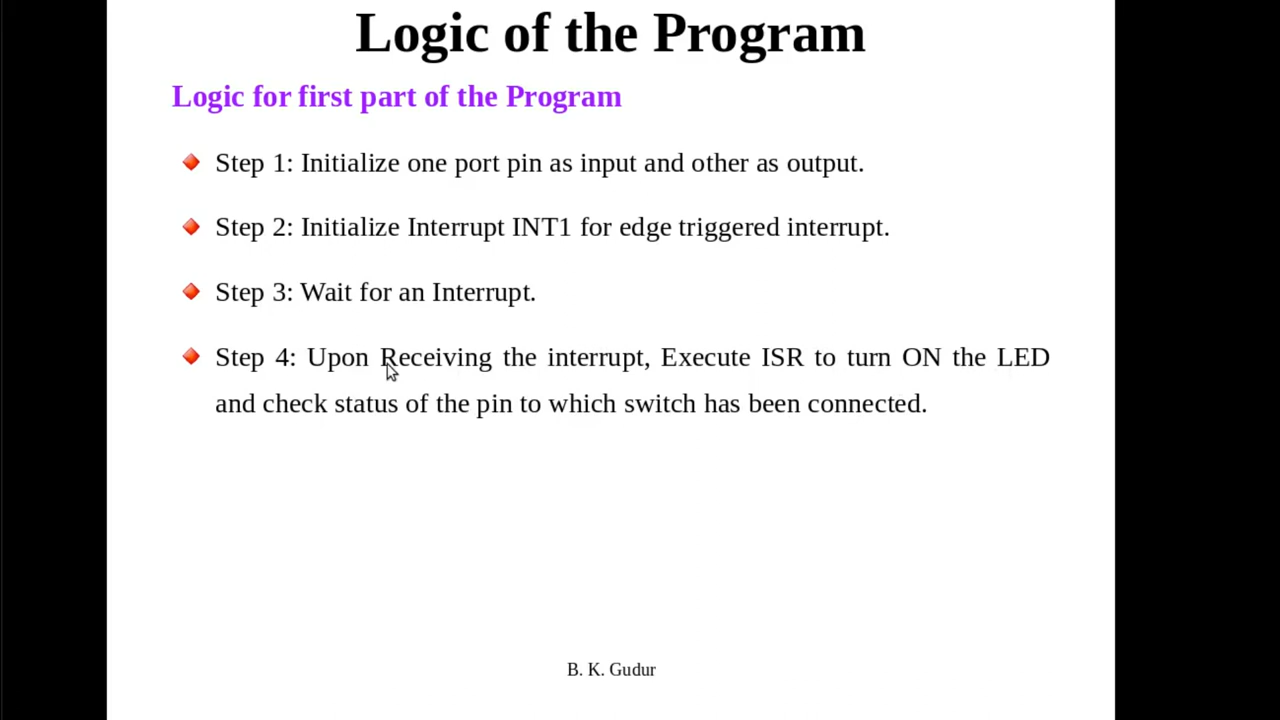 Logic of the Program
Logic for first part of the Program
Step 1: Initialize one port pin as input and other as output.
Step 2: Initialize Interrupt INT1 for edge triggered interrupt.
Step 3: Wait for an Interrupt.
Step 4: Upon Receiving the interrupt, Execute ISR to turn ON the LED
and check status of the pin to which switch has been connected.
B. K. Gudur